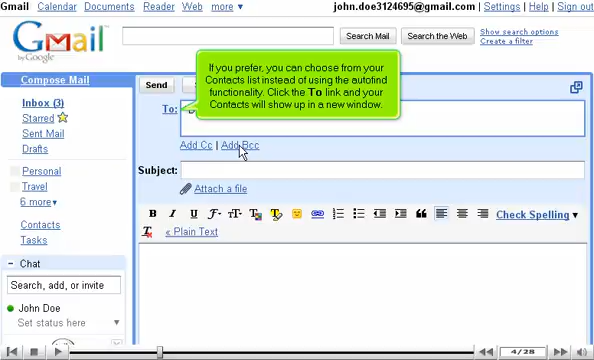 Gmail Calendar Documents Reader Web more ▾ john.doe3124695@gmail.com | Settings | Help | Sign out
Gmail by Google
Search Mail Search the Web Show search options
Create a filter
Compose Mail
Send
If you prefer, you can choose from your
Contacts list instead of using the autofind
functionality. Click the To link and your
Contacts will show up in a new window.
Inbox (3)
Starred
Sent Mail
Drafts
Personal
Travel
6 more▾
Contacts
Tasks
To:
Add Cc | Add Bcc
Subject:
Attach a file
B I U Check Spelling ▾
« Plain Text
− Chat
Search, add, or invite
John Doe
Set status here
4/28